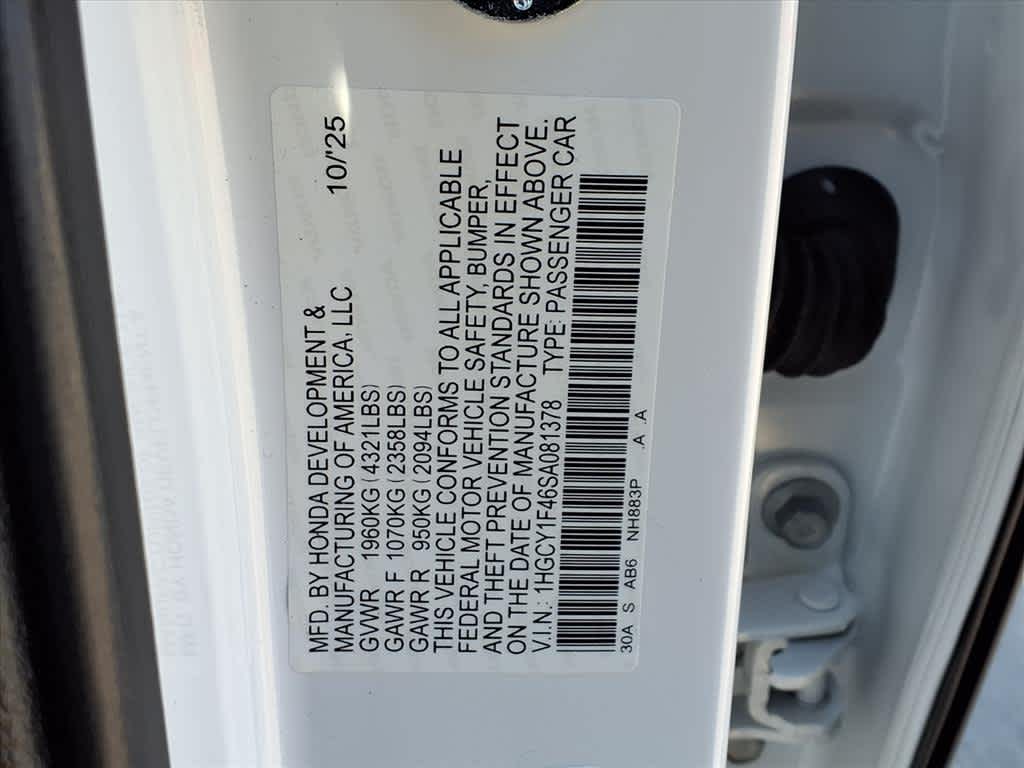 MFD. BY HONDA DEVELOPMENT &
MANUFACTURING OF AMERICA, LLC 10/'25
GVWR 1960KG (4321LBS)
GAWR F 1070KG (2358LBS)
GAWR R 950KG (2094LBS)
THIS VEHICLE CONFORMS TO ALL APPLICABLE
FEDERAL MOTOR VEHICLE SAFETY, BUMPER,
AND THEFT PREVENTION STANDARDS IN EFFECT
ON THE DATE OF MANUFACTURE SHOWN ABOVE.
V.I.N.: 1HGCY1F46SA081378 TYPE: PASSENGER CAR
30A S AB6 NH883P .A .A